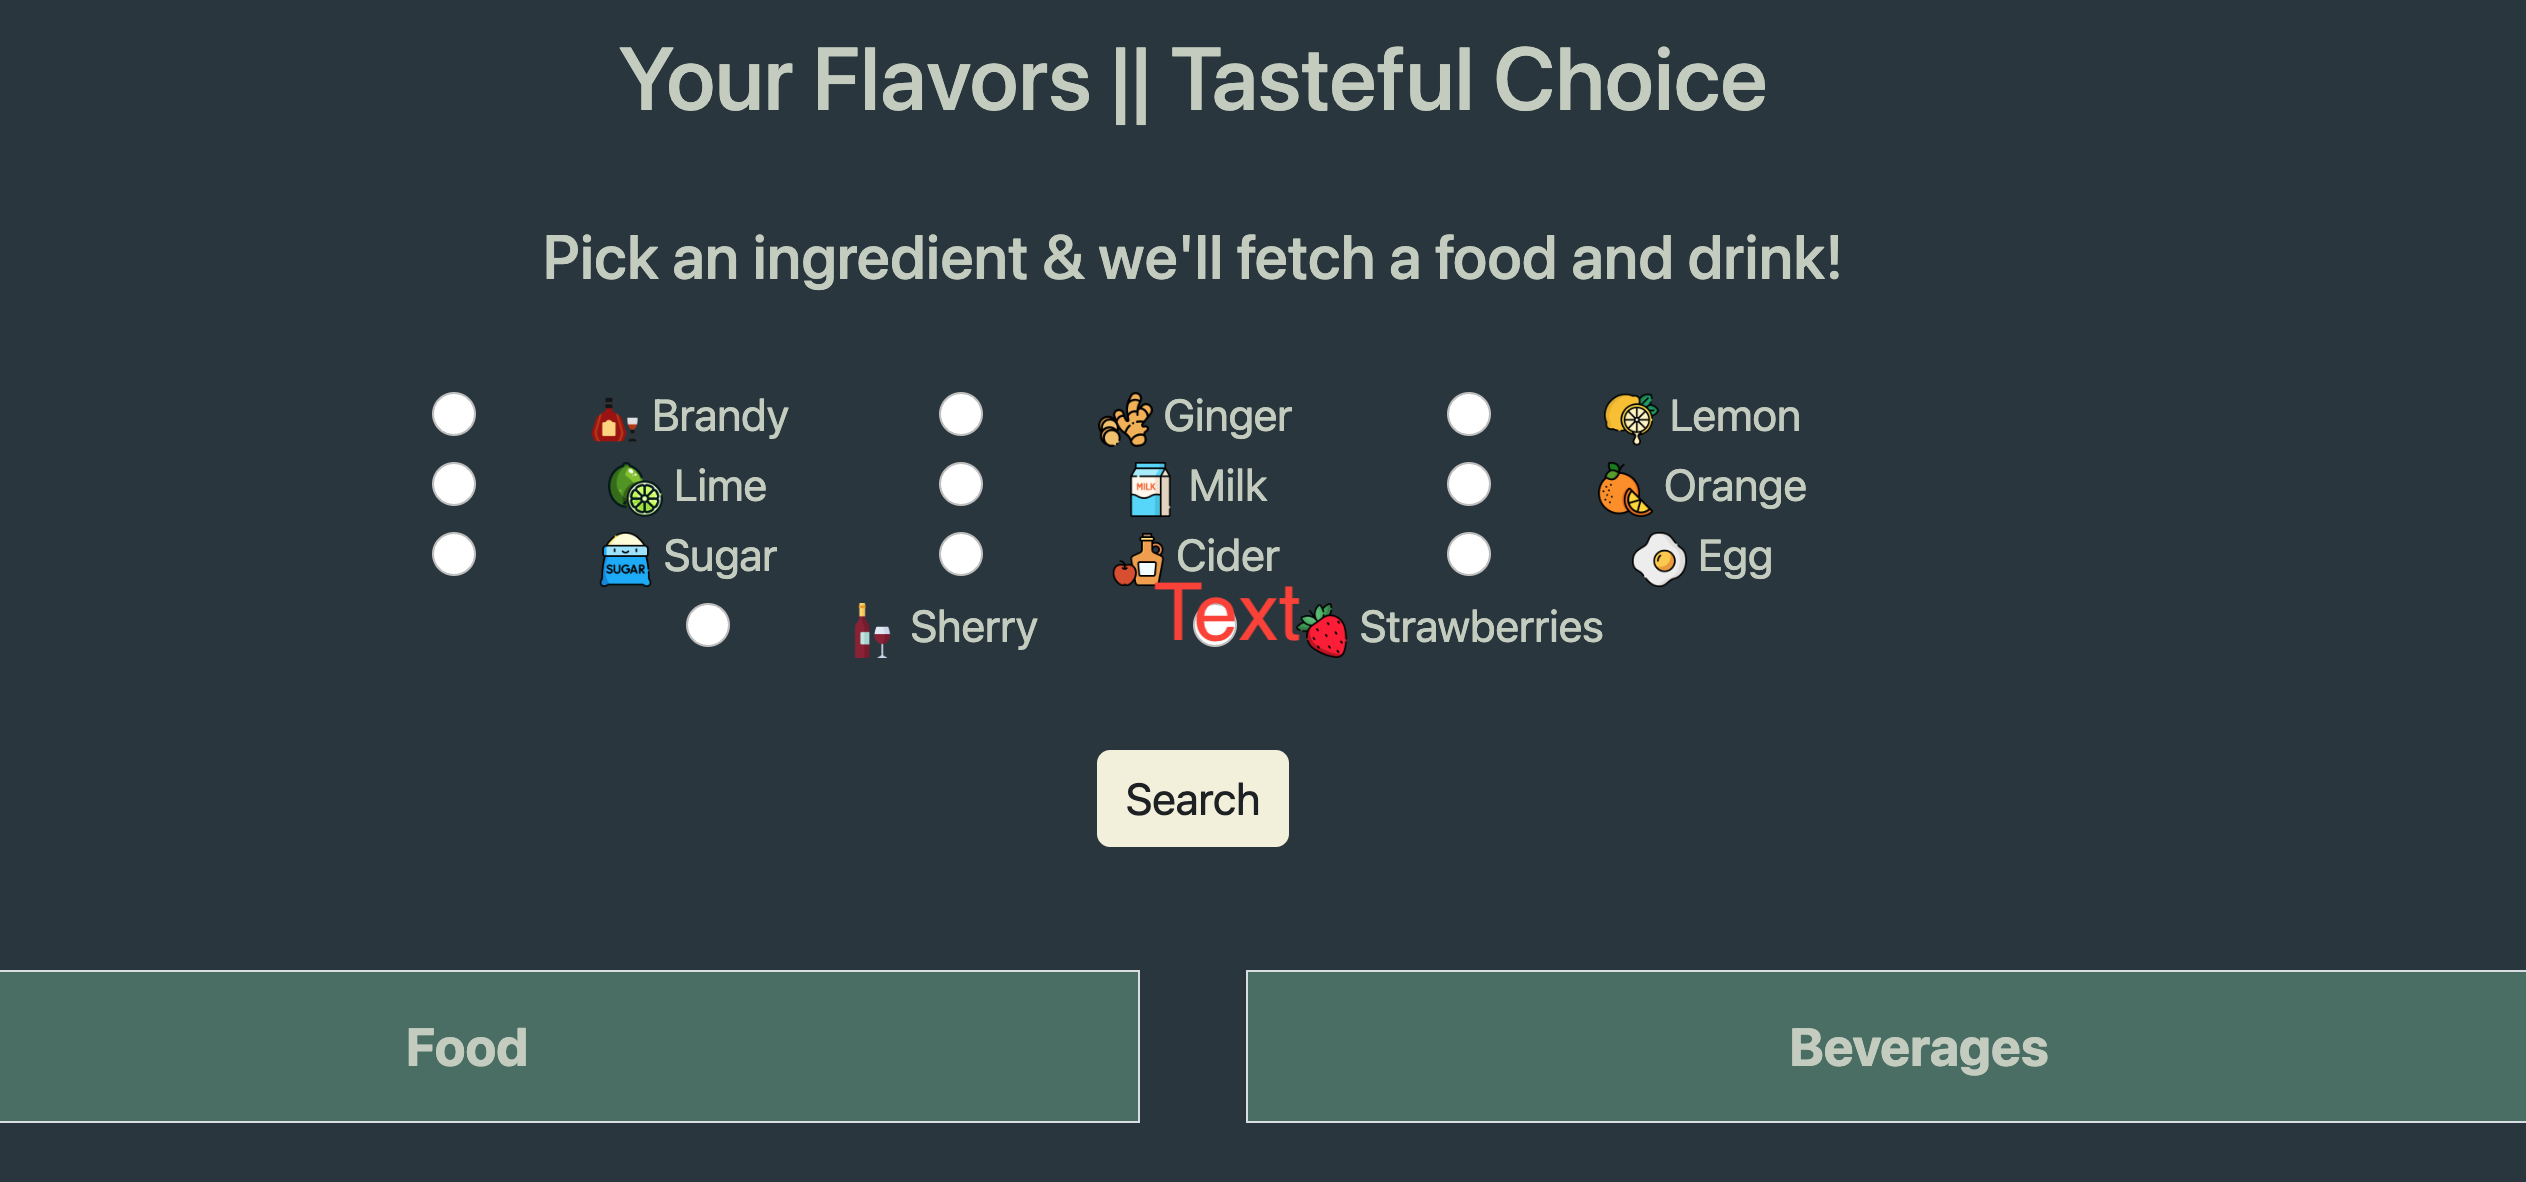 Your Flavors || Tasteful Choice
Pick an ingredient & we'll fetch a food and drink!
Brandy Ginger Lemon
Lime MILK Milk Orange
SUGAR Sugar Cider Egg
Text
Sherry Strawberries
Search
Food Beverages